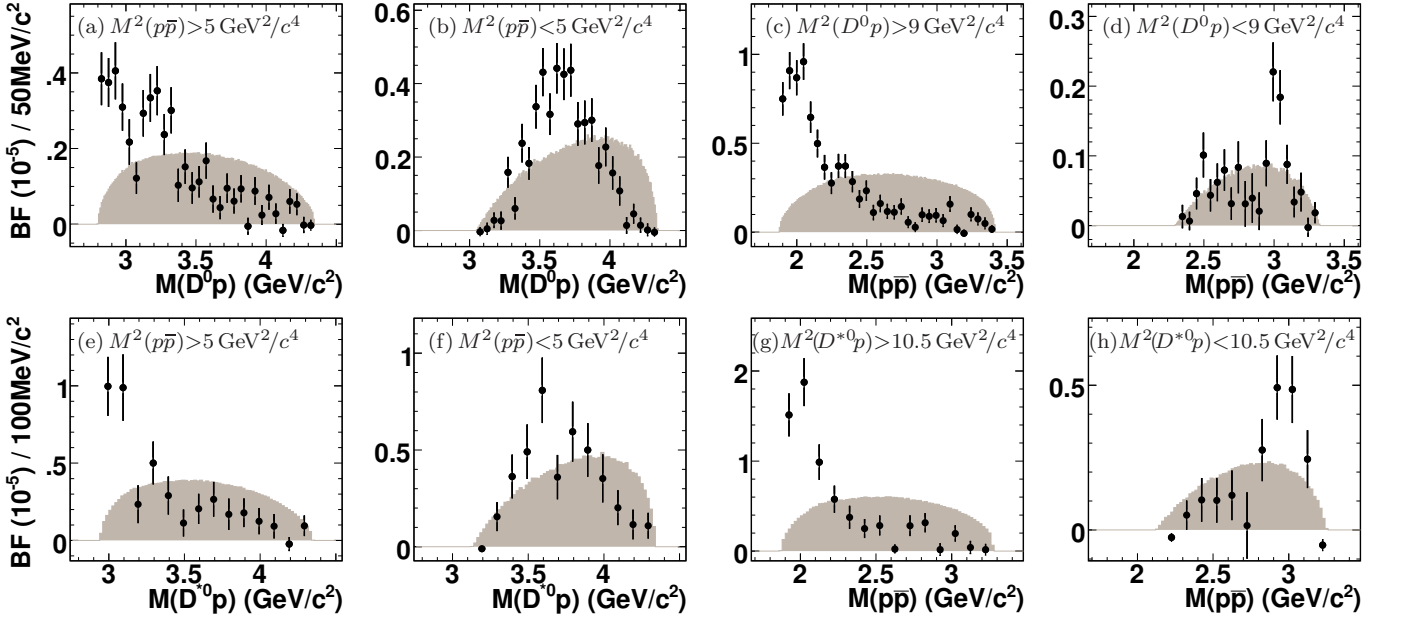 BF (10⁻⁵) / 50MeV/c²
(a) M²(pp̅)>5 GeV²/c⁴
.4
.2
0
3 3.5 4
M(D⁰p) (GeV/c²)
(b) M²(pp̅)<5 GeV²/c⁴
0.6
0.4
0.2
0
3 3.5 4
M(D⁰p) (GeV/c²)
(c) M²(D⁰p)>9 GeV²/c⁴
1
0.5
0
2 2.5 3 3.5
M(pp̅) (GeV/c²)
(d) M²(D⁰p)<9 GeV²/c⁴
0.3
0.2
0.1
0
2 2.5 3 3.5
M(pp̅) (GeV/c²)
BF (10⁻⁵) / 100MeV/c²
(e) M²(pp̅)>5 GeV²/c⁴
1
.5
0
3 3.5 4
M(D*⁰p) (GeV/c²)
(f) M²(pp̅)<5 GeV²/c⁴
1
0.5
0
3 3.5 4
M(D*⁰p) (GeV/c²)
(g) M²(D*⁰p)>10.5 GeV²/c⁴
2
1
0
2 2.5 3
M(pp̅) (GeV/c²)
(h) M²(D*⁰p)<10.5 GeV²/c⁴
0.5
0
2 2.5 3
M(pp̅) (GeV/c²)